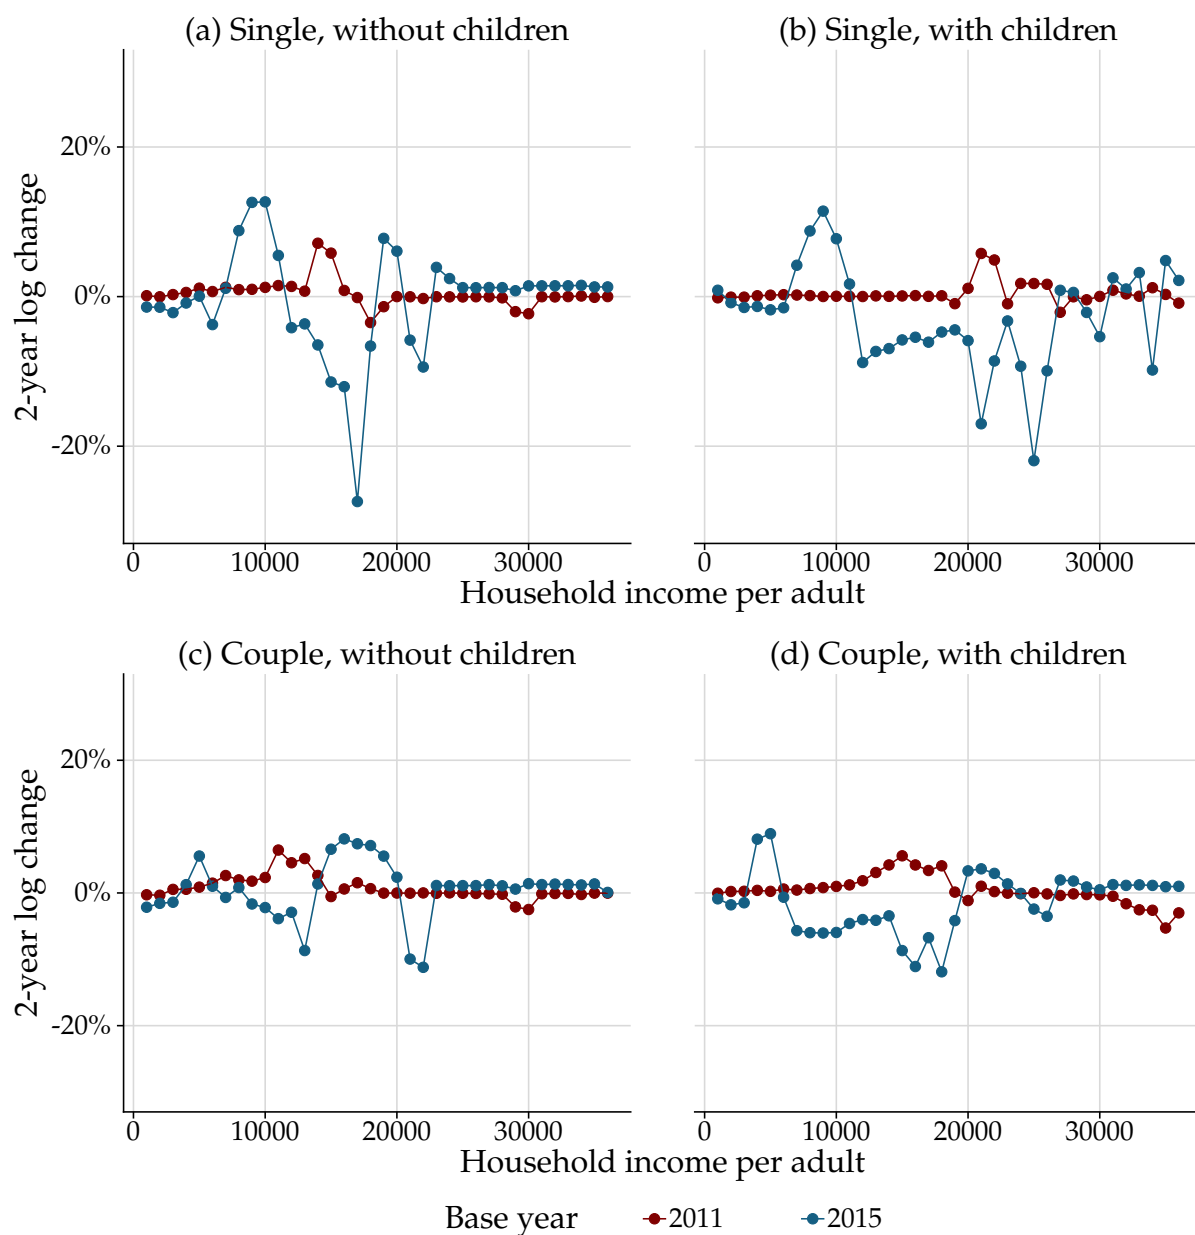 (a) Single, without children
(b) Single, with children
2-year log change
20%
0%
-20%
0 10000 20000 30000
0 10000 20000 30000
Household income per adult
(c) Couple, without children
(d) Couple, with children
2-year log change
20%
0%
-20%
0 10000 20000 30000
0 10000 20000 30000
Household income per adult
Base year 2011 2015